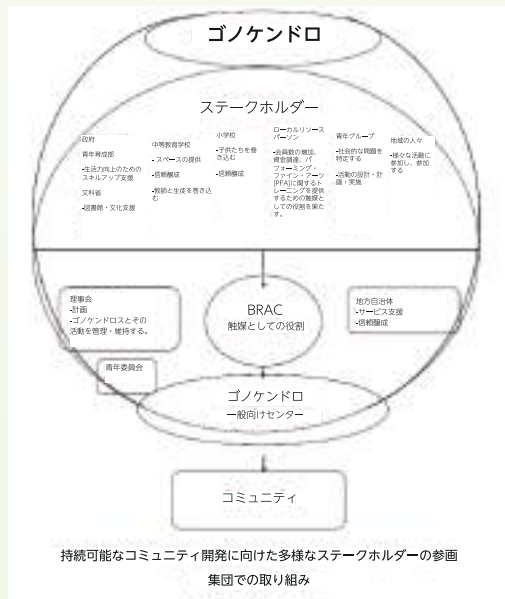 ゴノケンドロ
ステークホルダー
政府
青年育成部
-生活力向上のための
スキルアップ支援
文科省
-図書館・文化支援
中等教育学校
- スペースの提供
-信頼醸成
-教師と生徒を巻き込
む
小学校
-子供たちを巻
き込む
-信頼醸成
ローカルリソース
パーソン
-会員数の増加、
資金調達、パ
フォーミング・
ファイン・アーツ
[PFA]に関するト
レーニングを提供
するための触媒と
しての役割を果た
す。
青年グループ
-社会的な問題を
特定する
-活動の設計・計
画・実施
地域の人々
-様々な活動に
参加し、参加
する
理事会
-計画
-ゴノケンドロスとその
活動を管理・維持する。
BRAC
触媒としての役割
地方自治体
-サービス支援
-信頼醸成
青年委員会
ゴノケンドロ
一般向けセンター
コミュニティ
持続可能なコミュニティ開発に向けた多様なステークホルダーの参画
集団での取り組み